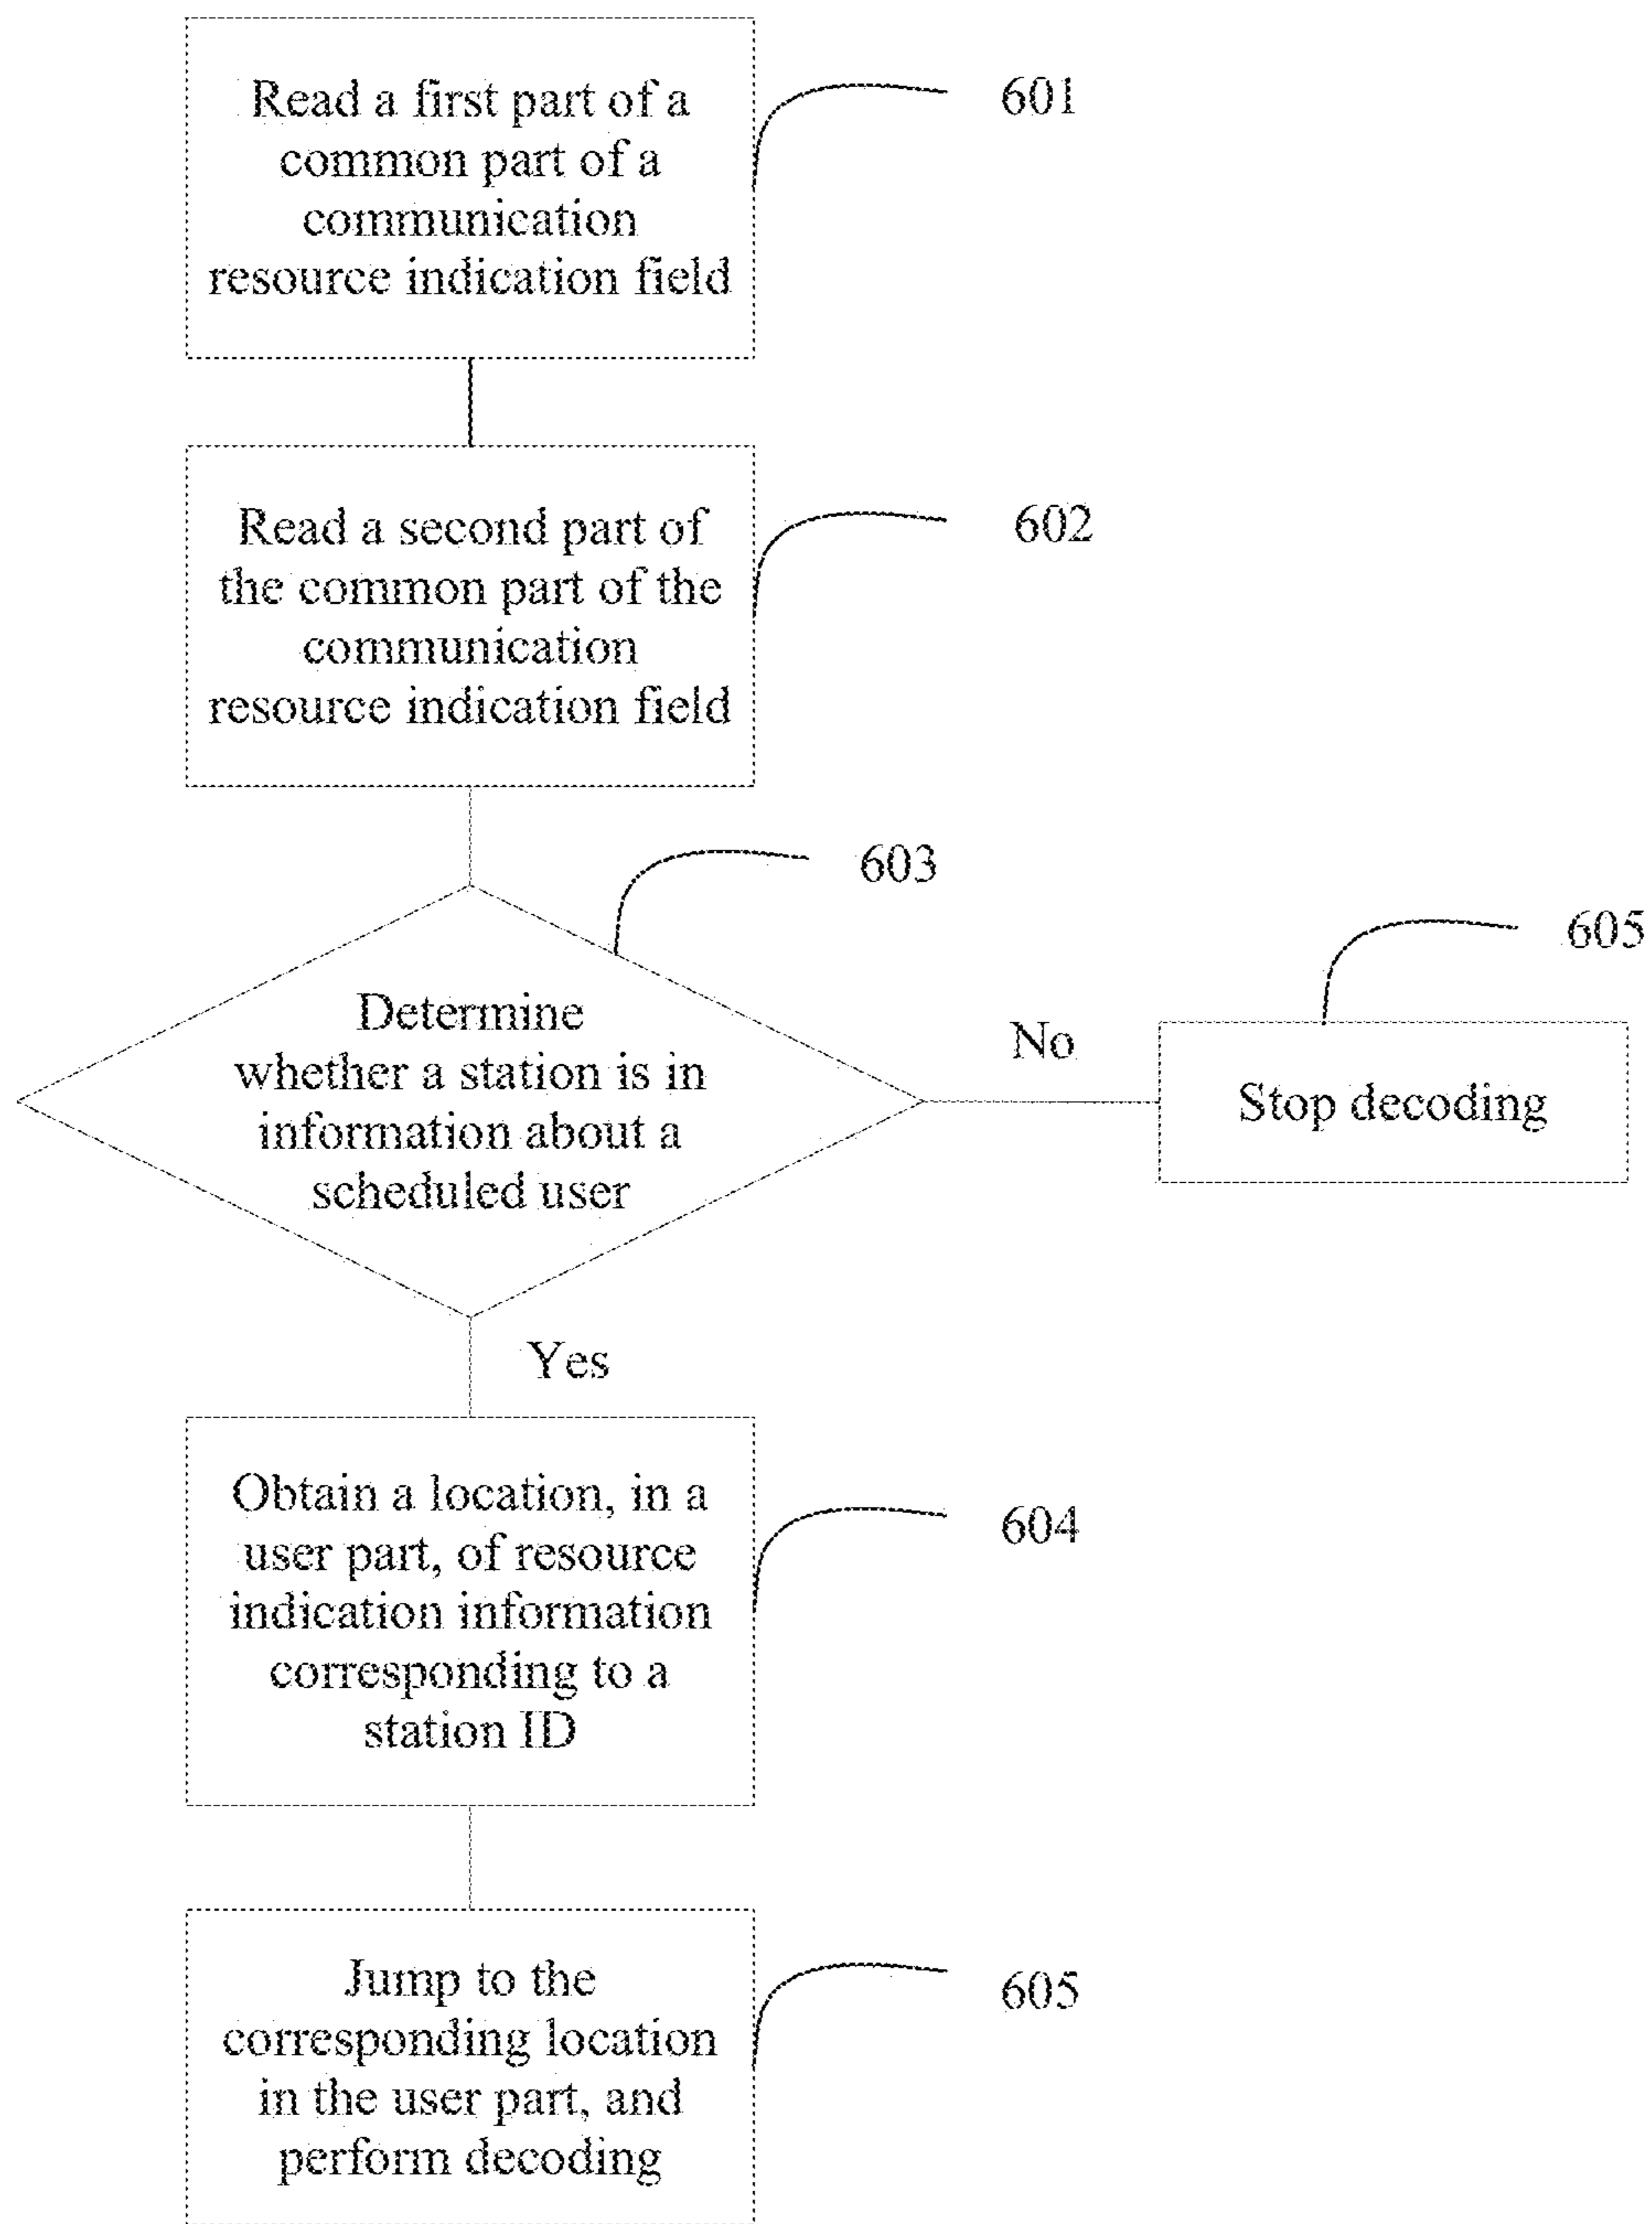 Read a first part of a
common part of a
communication
resource indication field
601
Read a second part of
the common part of the
communication
resource indication field
602
603
Determine
whether a station is in
information about a
scheduled user
No
605
Stop decoding
Yes
Obtain a location, in a
user part, of resource
indication information
corresponding to a
station ID
604
Jump to the
corresponding location
in the user part, and
perform decoding
605